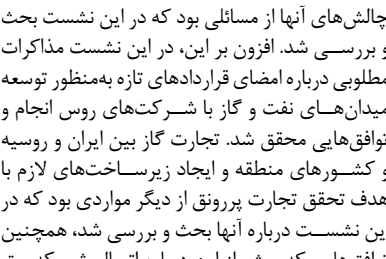 چالش‌های آنها از مسائلی بود که در این نشست بحث
و بررسی شد. افزون بر این، در این نشست مذاکرات
مطلوبی درباره امضای قراردادهای تازه به‌منظور توسعه
میدان‌های نفت و گاز با شرکت‌های روس انجام و
توافق‌هایی محقق شد. تجارت گاز بین ایران و روسیه
و کشورهای منطقه و ایجاد زیرساخت‌های لازم با
هدف تحقق تجارت پررونق از دیگر مواردی بود که در
این نشست درباره آنها بحث و بررسی شد، همچنین